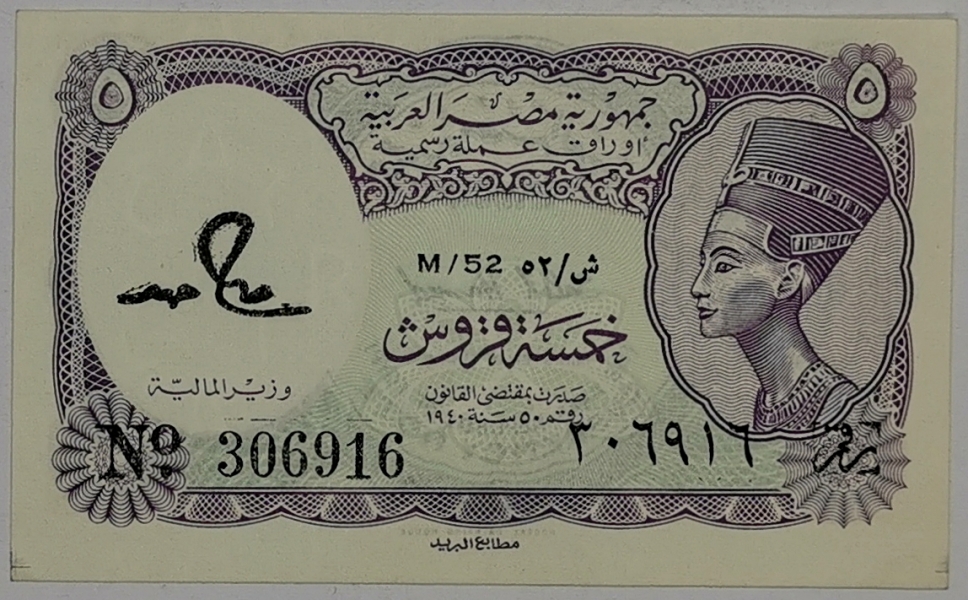 ٥ ٥
جمهورية مصر العربية
أوراق عملة رسمية
M/52 ش/٥٢
خمسة قروش
وزير المالية
صدرت بمقتضى القانون
رقم ٥٠ سنة ١٩٤٠
Nº 306916
٣٠٦٩١٦ رقم
مطابع البريد